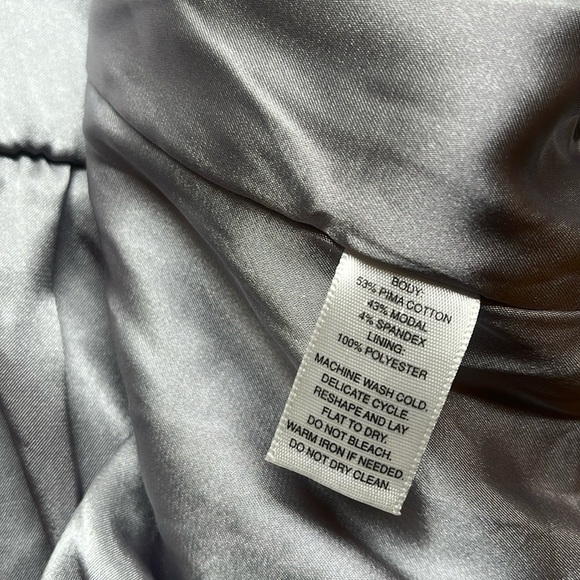 BODY:
53% PIMA COTTON
43% MODAL
4% SPANDEX
LINING:
100% POLYESTER
MACHINE WASH COLD.
DELICATE CYCLE
RESHAPE AND LAY
FLAT TO DRY.
DO NOT BLEACH.
WARM IRON IF NEEDED.
DO NOT DRY CLEAN.